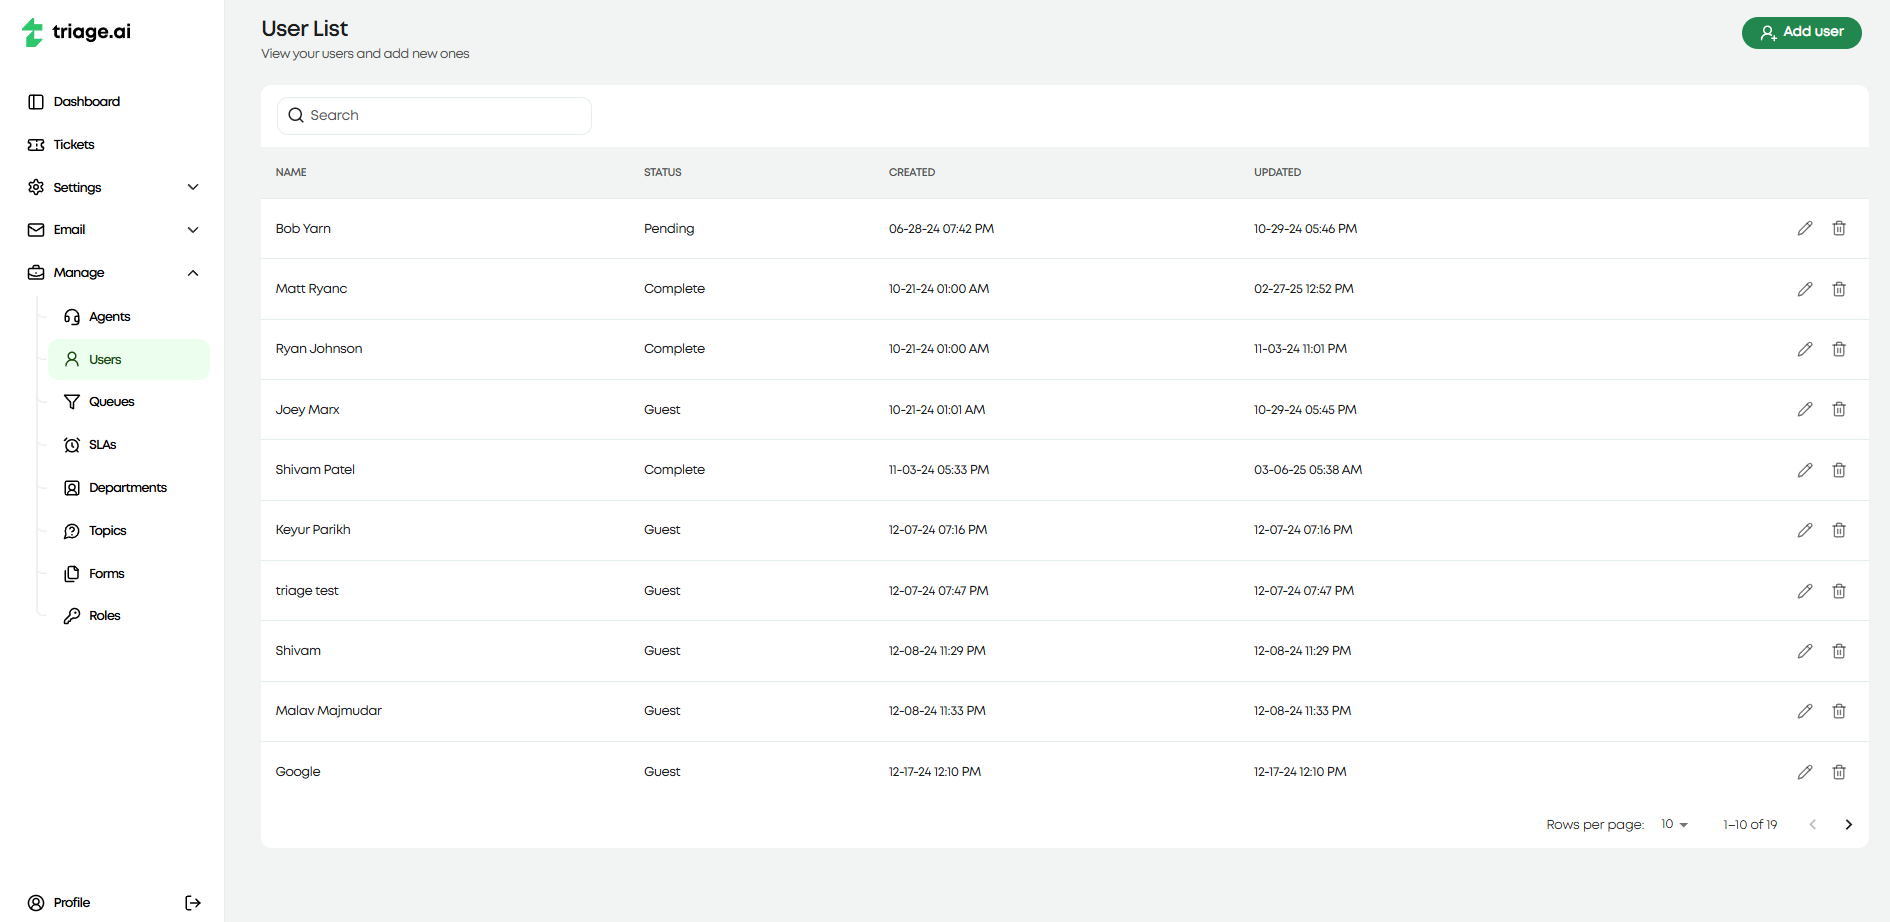 triage.ai
Dashboard
Tickets
Settings
Email
Manage
Agents
Users
Queues
SLAs
Departments
Topics
Forms
Roles
Profile
User List
View your users and add new ones
Add user
Search
NAME STATUS CREATED UPDATED
Bob Yarn Pending 06-28-24 07:42 PM 10-29-24 05:46 PM
Matt Ryanc Complete 10-21-24 01:00 AM 02-27-25 12:52 PM
Ryan Johnson Complete 10-21-24 01:00 AM 11-03-24 11:01 PM
Joey Marx Guest 10-21-24 01:01 AM 10-29-24 05:45 PM
Shivam Patel Complete 11-03-24 05:33 PM 03-06-25 05:38 AM
Keyur Parikh Guest 12-07-24 07:16 PM 12-07-24 07:16 PM
triage test Guest 12-07-24 07:47 PM 12-07-24 07:47 PM
Shivam Guest 12-08-24 11:29 PM 12-08-24 11:29 PM
Malav Majmudar Guest 12-08-24 11:33 PM 12-08-24 11:33 PM
Google Guest 12-17-24 12:10 PM 12-17-24 12:10 PM
Rows per page: 10 1–10 of 19